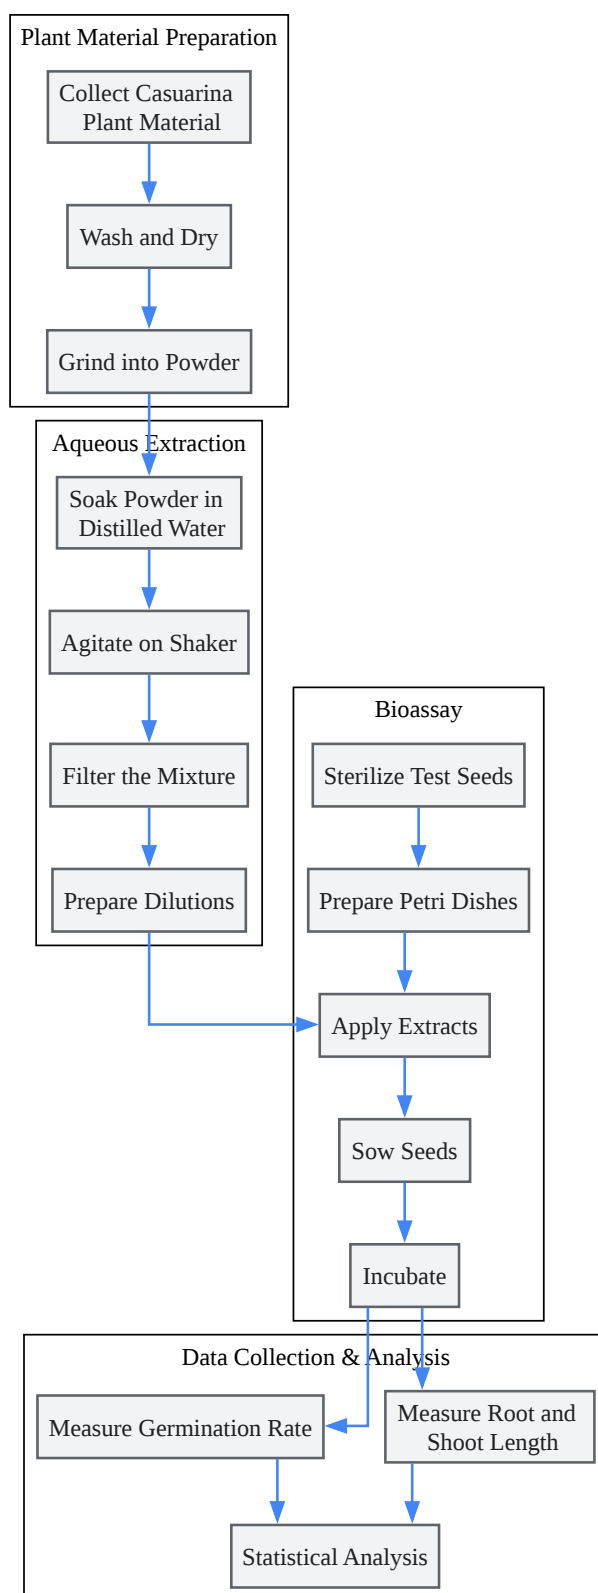 Plant Material Preparation
Collect Casuarina
Plant Material
Wash and Dry
Grind into Powder
Aqueous Extraction
Soak Powder in
Distilled Water
Agitate on Shaker
Filter the Mixture
Prepare Dilutions
Bioassay
Sterilize Test Seeds
Prepare Petri Dishes
Apply Extracts
Sow Seeds
Incubate
Data Collection & Analysis
Measure Germination Rate
Measure Root and
Shoot Length
Statistical Analysis